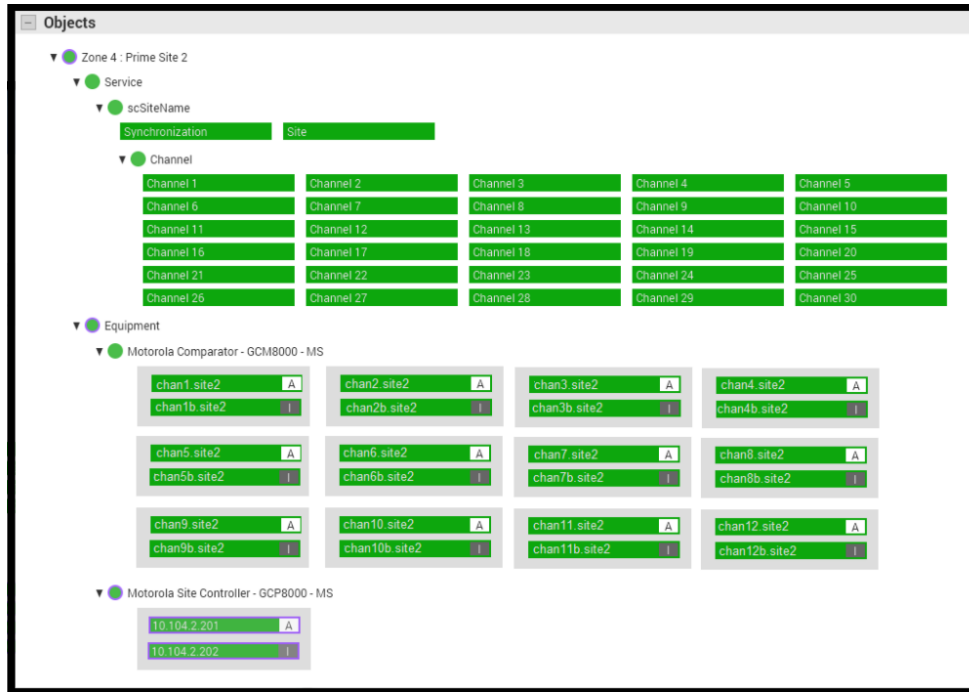 Objects
Zone 4 : Prime Site 2
Service
scSiteName
Synchronization Site
Channel
Channel 1 Channel 2 Channel 3 Channel 4 Channel 5
Channel 6 Channel 7 Channel 8 Channel 9 Channel 10
Channel 11 Channel 12 Channel 13 Channel 14 Channel 15
Channel 16 Channel 17 Channel 18 Channel 19 Channel 20
Channel 21 Channel 22 Channel 23 Channel 24 Channel 25
Channel 26 Channel 27 Channel 28 Channel 29 Channel 30
Equipment
Motorola Comparator - GCM8000 - MS
chan1.site2 A chan2.site2 A chan3.site2 A chan4.site2 A
chan1b.site2 I chan2b.site2 I chan3b.site2 I chan4b.site2 I
chan5.site2 A chan6.site2 A chan7.site2 A chan8.site2 A
chan5b.site2 I chan6b.site2 I chan7b.site2 I chan8b.site2 I
chan9.site2 A chan10.site2 A chan11.site2 A chan12.site2 A
chan9b.site2 I chan10b.site2 I chan11b.site2 I chan12b.site2 I
Motorola Site Controller - GCP8000 - MS
10.104.2.201 A
10.104.2.202 I